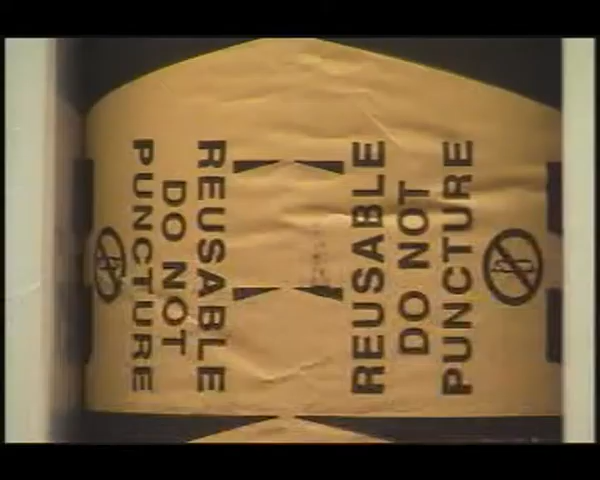 REUSABLE
DO NOT
PUNCTURE
REUSABLE
DO NOT
PUNCTURE